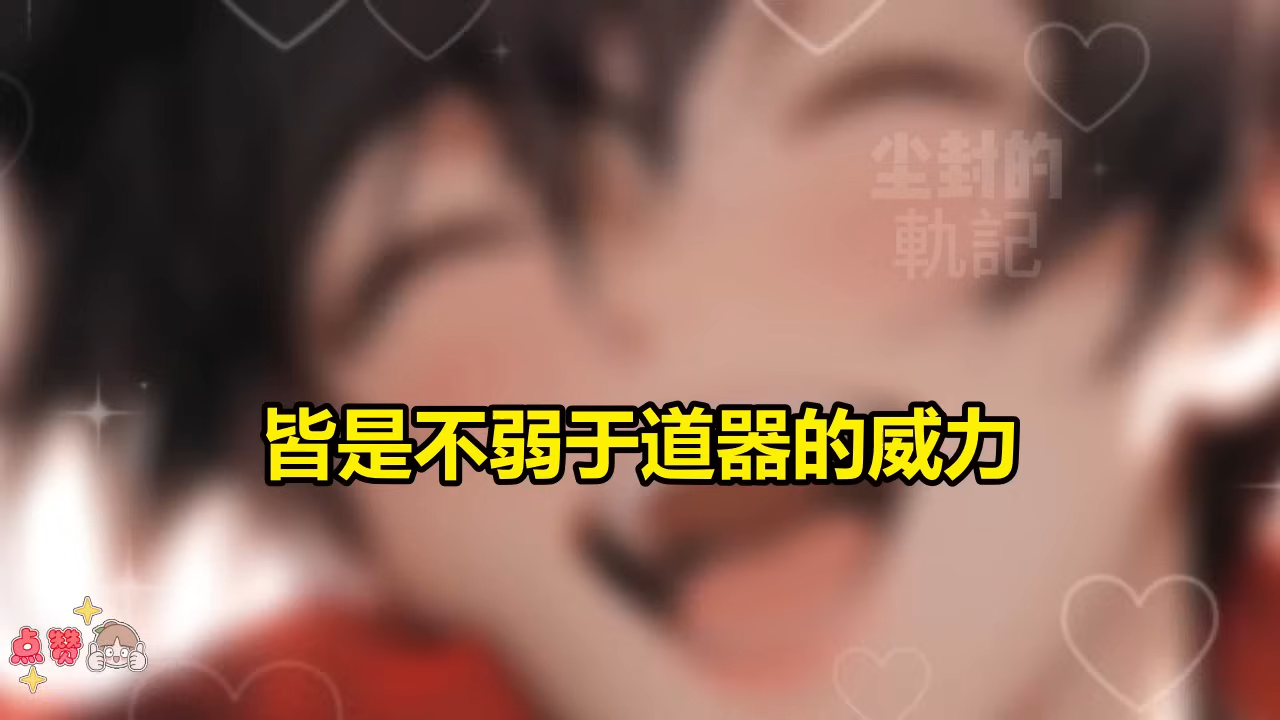 尘封的
軌記
皆是不弱于道器的威力
点赞